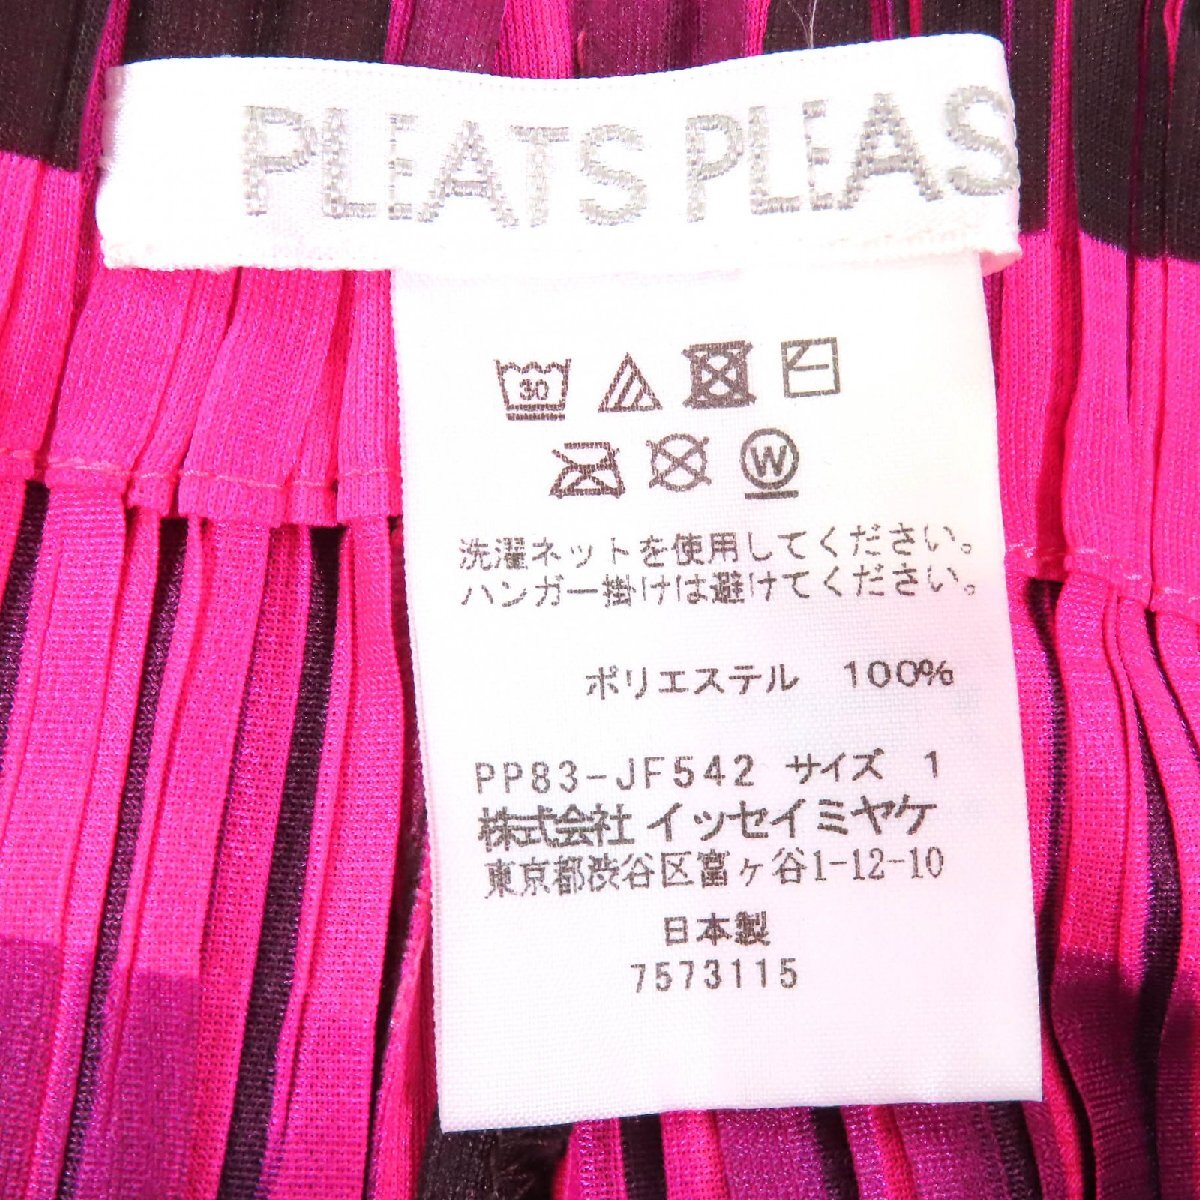 PLEATS PLEAS
30
W
洗濯ネットを使用してください。
ハンガー掛けは避けてください。
ポリエステル 100%
PP83-JF542 サイズ 1
株式会社 イッセイミヤケ
東京都渋谷区富ヶ谷1-12-10
日本製
7573115